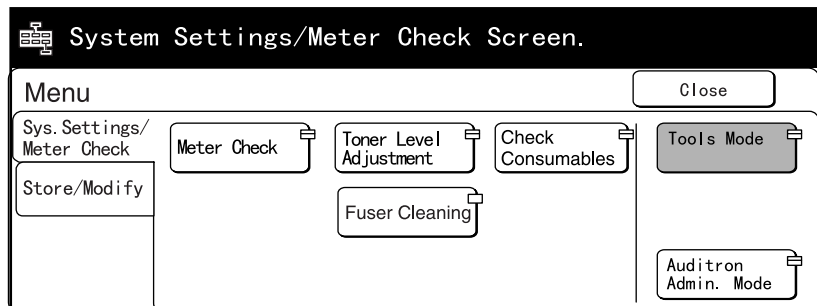 System Settings/Meter Check Screen.
Menu
Close
Sys.Settings/
Meter Check
Store/Modify
Meter Check
Toner Level
Adjustment
Check
Consumables
Tools Mode
Fuser Cleaning
Auditron
Admin. Mode